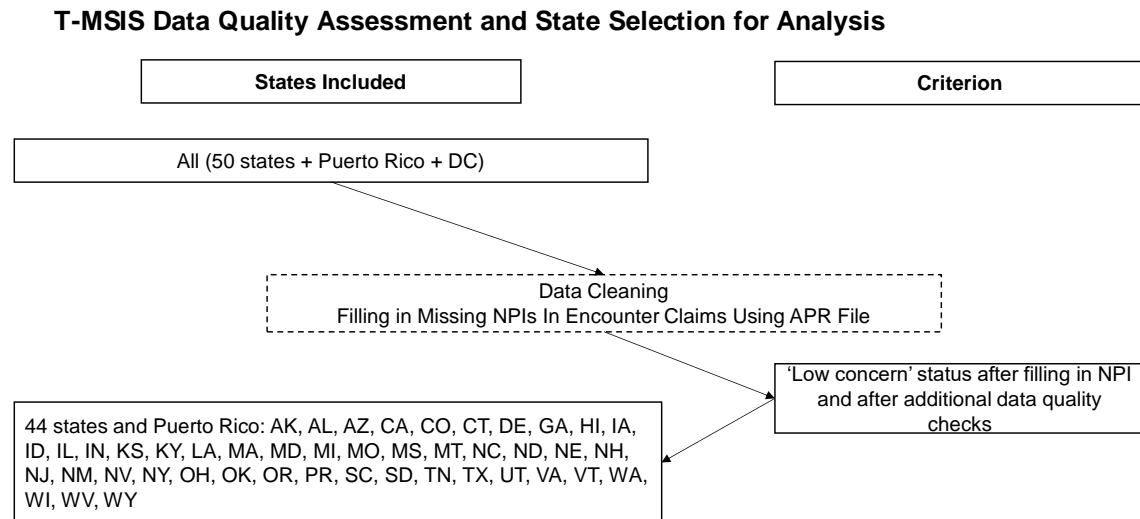 T-MSIS Data Quality Assessment and State Selection for Analysis
States Included
Criterion
All (50 states + Puerto Rico + DC)
Data Cleaning
Filling in Missing NPIs In Encounter Claims Using APR File
‘Low concern’ status after filling in NPI
and after additional data quality
checks
44 states and Puerto Rico: AK, AL, AZ, CA, CO, CT, DE, GA, HI, IA,
ID, IL, IN, KS, KY, LA, MA, MD, MI, MO, MS, MT, NC, ND, NE, NH,
NJ, NM, NV, NY, OH, OK, OR, PR, SC, SD, TN, TX, UT, VA, VT, WA,
WI, WV, WY